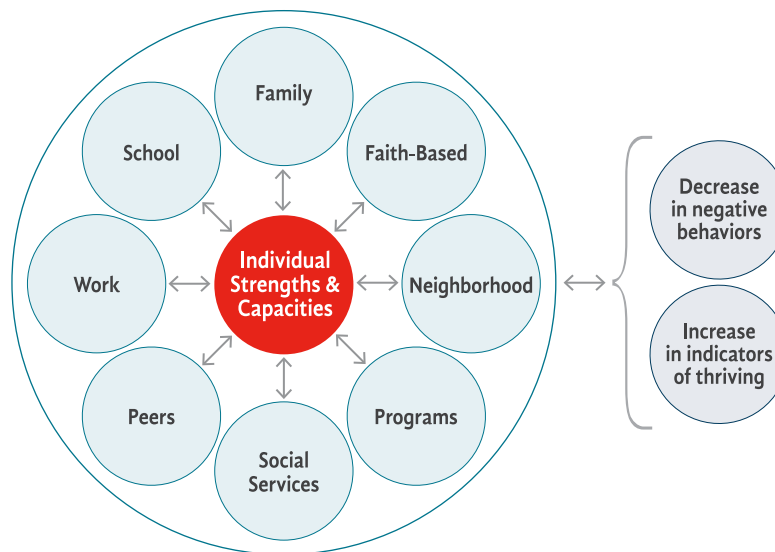 Family
School
Faith-Based
Individual
Strengths &
Capacities
Work
Neighborhood
Peers
Programs
Social
Services
Decrease
in negative
behaviors
Increase
in indicators
of thriving